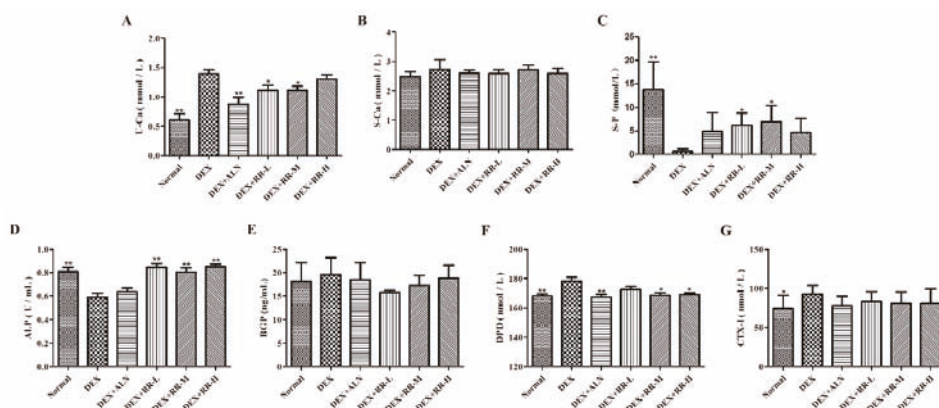 A
U-Ca ( mmol / L )
2.0
1.5
1.0
0.5
0.0
**
**
*
*
Normal
DEX
DEX+ALN
DEX+RR-L
DEX+RR-M
DEX+RR-H
B
S-Ca ( mmol / L )
4
3
2
1
0
Normal
DEX
DEX+ALN
DEX+RR-L
DEX+RR-M
DEX+RR-H
C
S-P (mmol/L)
25
20
15
10
5
0
**
*
*
Normal
DEX
DEX+ALN
DEX+RR-L
DEX+RR-M
DEX+RR-H
D
ALP ( U / mL )
1.0
0.8
0.6
0.4
0.2
0.0
**
**
**
**
Normal
DEX
DEX+ALN
DEX+RR-L
DEX+RR-M
DEX+RR-H
E
BGP (ng/mL)
25
20
15
10
5
0
Normal
DEX
DEX+ALN
DEX+RR-L
DEX+RR-M
DEX+RR-H
F
DPD ( nmol / L )
200
180
160
140
120
**
**
*
*
Normal
DEX
DEX+ALN
DEX+RR-L
DEX+RR-M
DEX+RR-H
G
CTX-I ( nmol / L )
150
100
50
0
*
Normal
DEX
DEX+ALN
DEX+RR-L
DEX+RR-M
DEX+RR-H